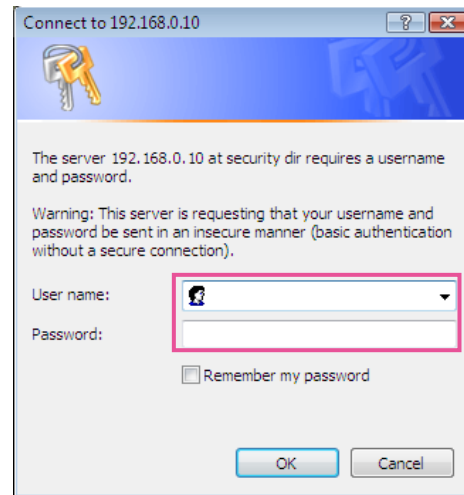 Connect to 192.168.0.10
?
The server 192.168.0.10 at security dir requires a username
and password.
Warning: This server is requesting that your username and
password be sent in an insecure manner (basic authentication
without a secure connection).
User name:
Password:
Remember my password
OK Cancel